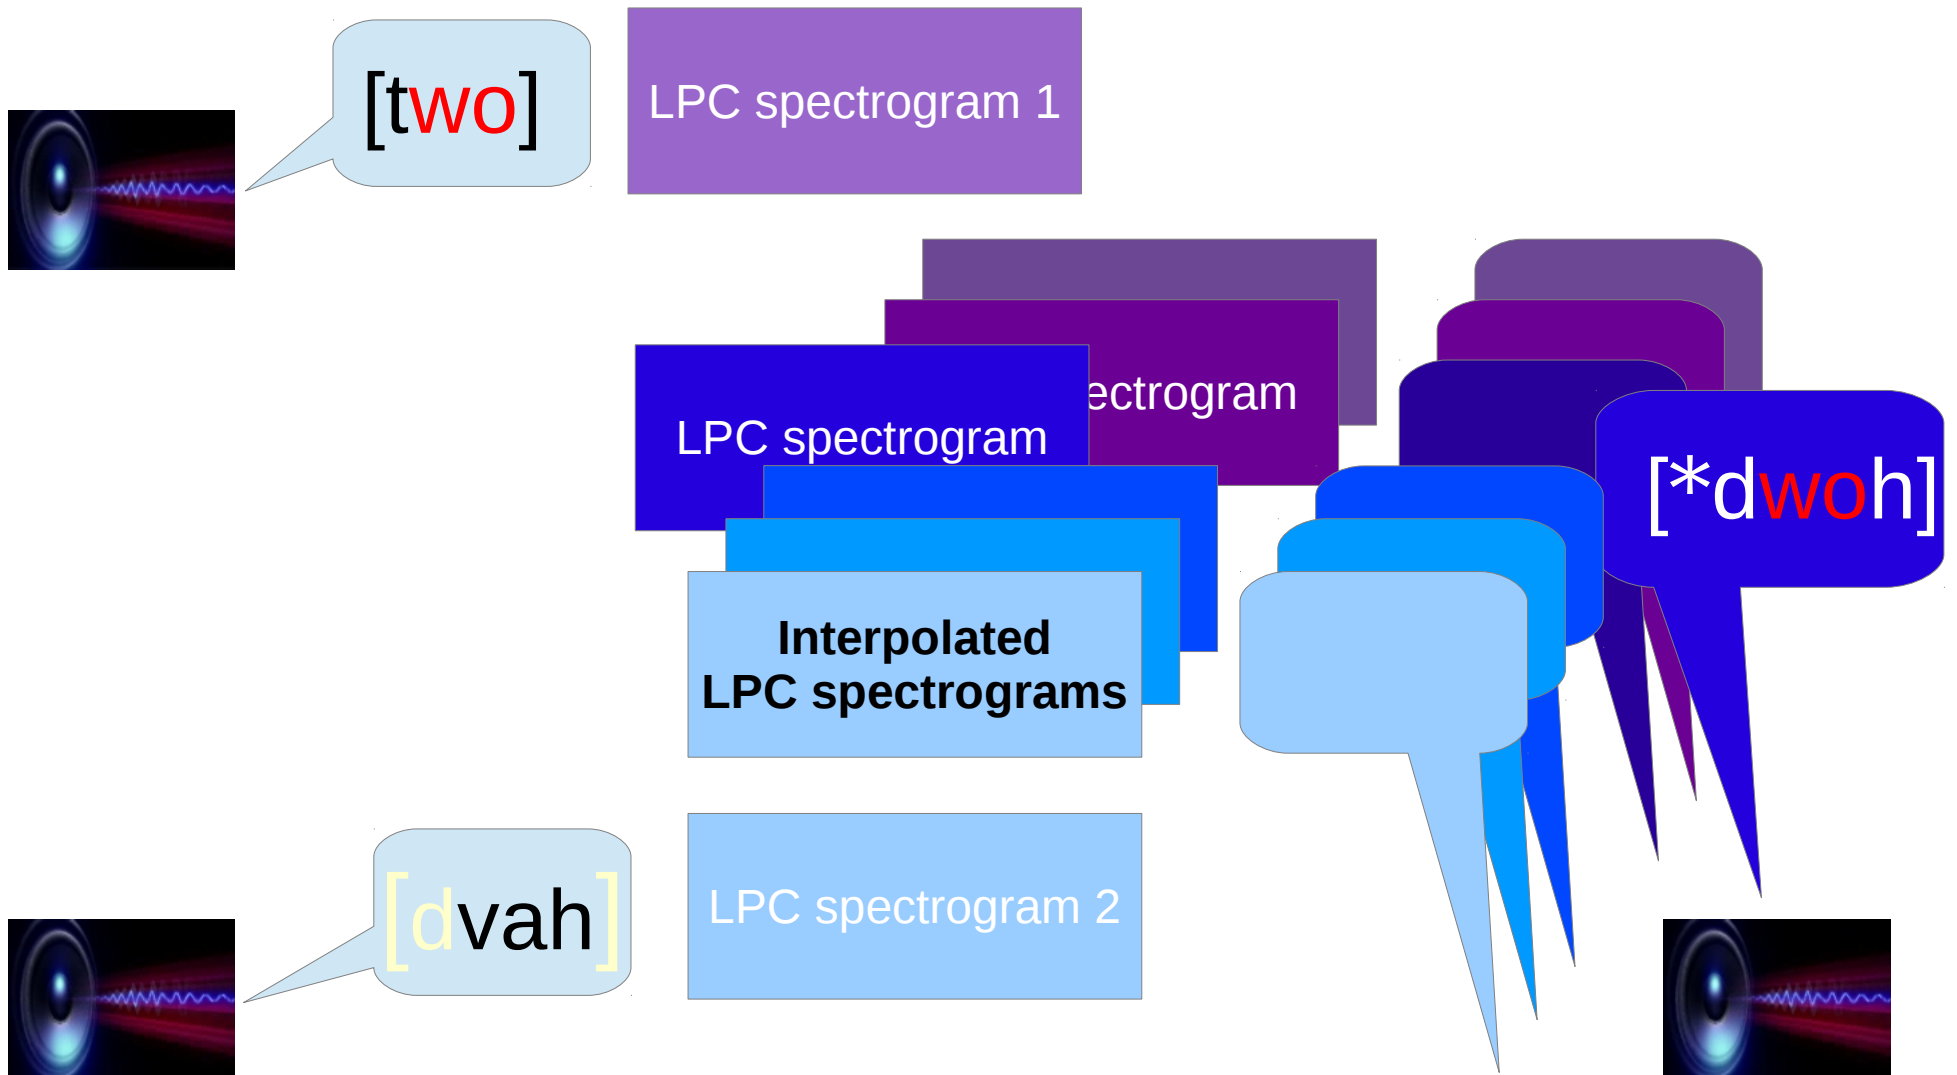 [two]
LPC spectrogram 1
ectrogram
LPC spectrogram
[*dwoh]
Interpolated
LPC spectrograms
[dvah]
LPC spectrogram 2